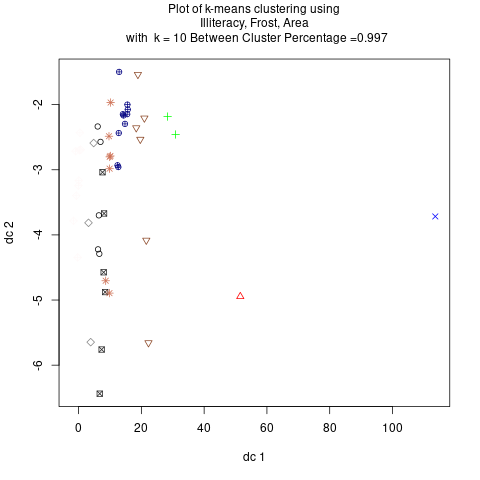 Plot of k-means clustering using
Illiteracy, Frost, Area
with  k = 10 Between Cluster Percentage =0.997
dc 2
-2
-3
-4
-5
-6
0
20
40
60
80
100
dc 1